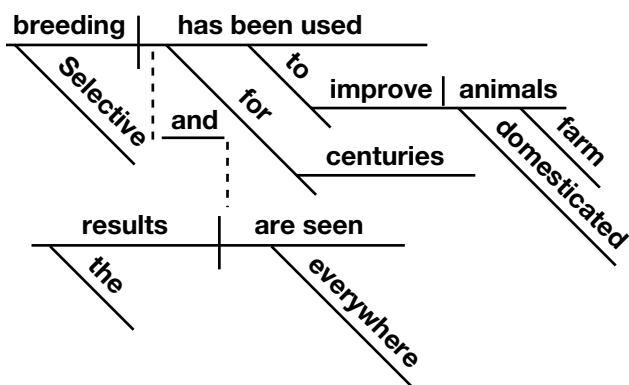 breeding has been used
Selective
to
for
improve animals
and
farm
domesticated
centuries
results are seen
the
everywhere